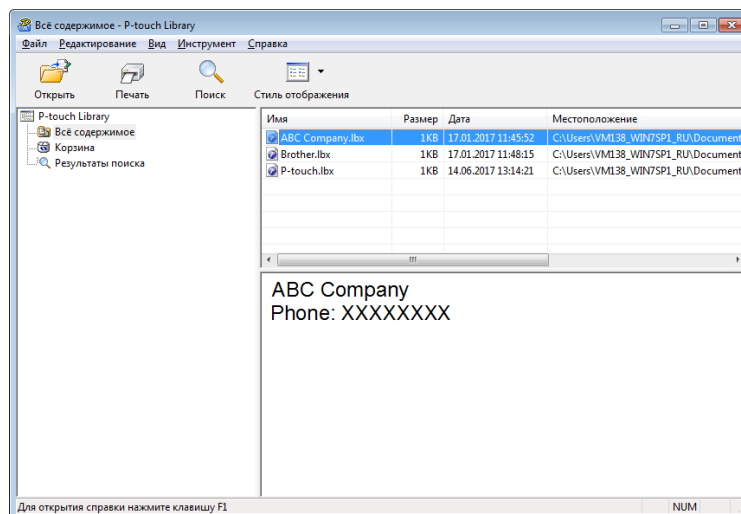 Всё содержимое - P-touch Library
Файл Редактирование Вид Инструмент Справка
Открыть Печать Поиск Стиль отображения
P-touch Library
Всё содержимое
Корзина
Результаты поиска
Имя Размер Дата Местоположение
ABC Company.lbx 1KB 17.01.2017 11:45:52 C:\Users\VM138_WIN7SP1_RU\Document
Brother.lbx 1KB 17.01.2017 11:48:15 C:\Users\VM138_WIN7SP1_RU\Document
P-touch.lbx 1KB 14.06.2017 13:14:21 C:\Users\VM138_WIN7SP1_RU\Document
ABC Company
Phone: XXXXXXXX
Для открытия справки нажмите клавишу F1 NUM